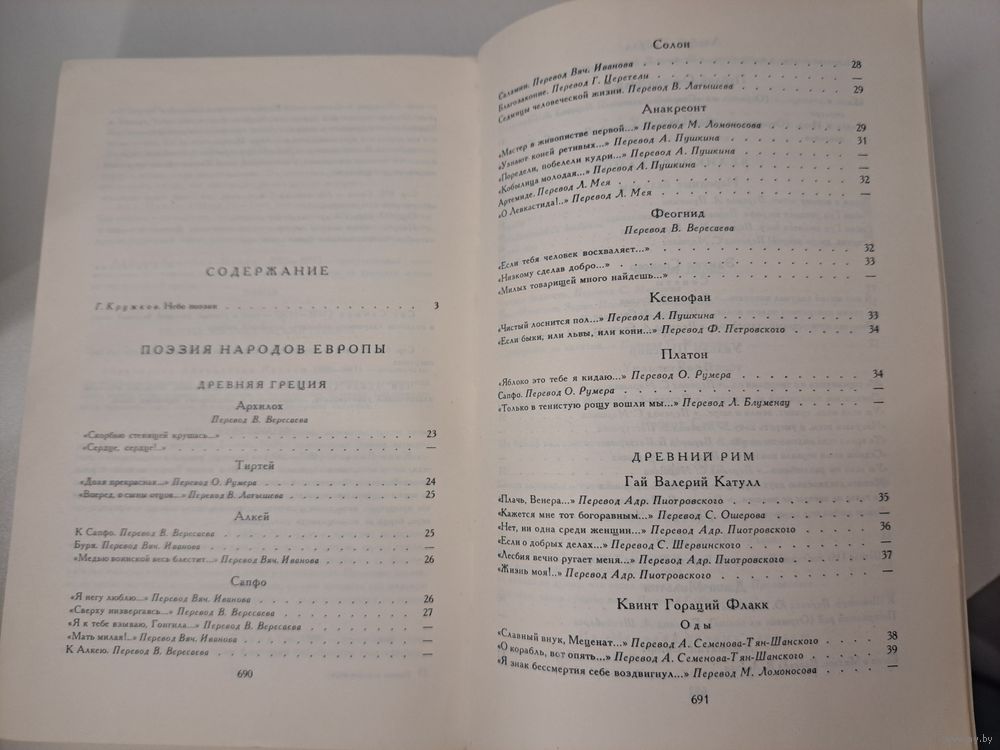 СОДЕРЖАНИЕ
Г. Кружков. Небо поэзии . . . . . . . . . . . . . . 3
ПОЭЗИЯ НАРОДОВ ЕВРОПЫ
ДРЕВНЯЯ ГРЕЦИЯ
Архилох
Перевод В. Вересаева
«Скорбью стенящей крушась...» . . . . . . . . . . . . . . 23
«Сердце, сердце!..» . . . . . . . . . . . . . . —
Тиртей
«Доля прекрасная...» Перевод О. Румера . . . . . . . . . . 24
«Вперед, о сыны отцов...» Перевод В. Латышева . . . . . . . . 25
Алкей
К Сапфо. Перевод В. Вересаева . . . . . . . . . . . . 25
Буря. Перевод Вяч. Иванова . . . . . . . . . . . . —
«Медью воинской весь блестит...» Перевод Вяч. Иванова . . . . . . 26
Сапфо
«Я негу люблю...» Перевод Вяч. Иванова . . . . . . . . . . 26
«Сверху низвергаясь...» Перевод В. Вересаева . . . . . . . . 27
«Я к тебе взываю, Гонгила...» Перевод В. Вересаева . . . . . . —
«Мать милая!..» Перевод Вяч. Иванова . . . . . . . . . . —
К Алкею. Перевод В. Вересаева . . . . . . . . . . . . —
690
Солон
Саламин. Перевод Вяч. Иванова . . . . . . . . . . . . 28
Благозаконие. Перевод Г. Церетели . . . . . . . . . . . . —
Седмицы человеческой жизни. Перевод В. Латышева . . . . . . . . 29
Анакреонт
«Мастер в живопистве первой...» Перевод М. Ломоносова . . . . . . 29
«Узнают коней ретивых...» Перевод А. Пушкина . . . . . . . . 31
«Поредели, побелели кудри...» Перевод А. Пушкина . . . . . . . . —
«Кобылица молодая...» Перевод А. Пушкина . . . . . . . . —
Артемиде. Перевод Л. Мея . . . . . . . . . . . . 32
«О Левкастида!..» Перевод Л. Мея . . . . . . . . . . —
Феогнид
Перевод В. Вересаева
«Если тебя человек восхваляет...» . . . . . . . . . . . . 32
«Низкому сделав добро...» . . . . . . . . . . . . 33
«Милых товарищей много найдешь...» . . . . . . . . . . —
Ксенофан
«Чистый лоснится пол...» Перевод А. Пушкина . . . . . . . . 33
«Если быки, или львы, или кони...» Перевод Ф. Петровского . . . . . 34
Платон
«Яблоко это тебе я кидаю...» Перевод О. Румера . . . . . . . . 34
Сапфо. Перевод О. Румера . . . . . . . . . . . . —
«Только в тенистую рощу вошли мы...» Перевод Л. Блуменау . . . . . —
ДРЕВНИЙ РИМ
Гай Валерий Катулл
«Плачь, Венера...» Перевод Адр. Пиотровского . . . . . . . . 35
«Кажется мне тот богоравным...» Перевод С. Ошерова . . . . . . —
«Нет, ни одна среди женщин...» Перевод Адр. Пиотровского . . . . . 36
«Если о добрых делах...» Перевод С. Шервинского . . . . . . . . —
«Лесбия вечно ругает меня...» Перевод Адр. Пиотровского . . . . . . 37
«Жизнь моя!..» Перевод Адр. Пиотровского . . . . . . . . —
Квинт Гораций Флакк
Оды
«Славный внук, Меценат...» Перевод А. Семенова-Тян-Шанского . . . . 38
«О корабль, вот опять...» Перевод А. Семенова-Тян-Шанского . . . . . 39
«Я знак бессмертия себе воздвигнул...» Перевод М. Ломоносова . . . . —
691